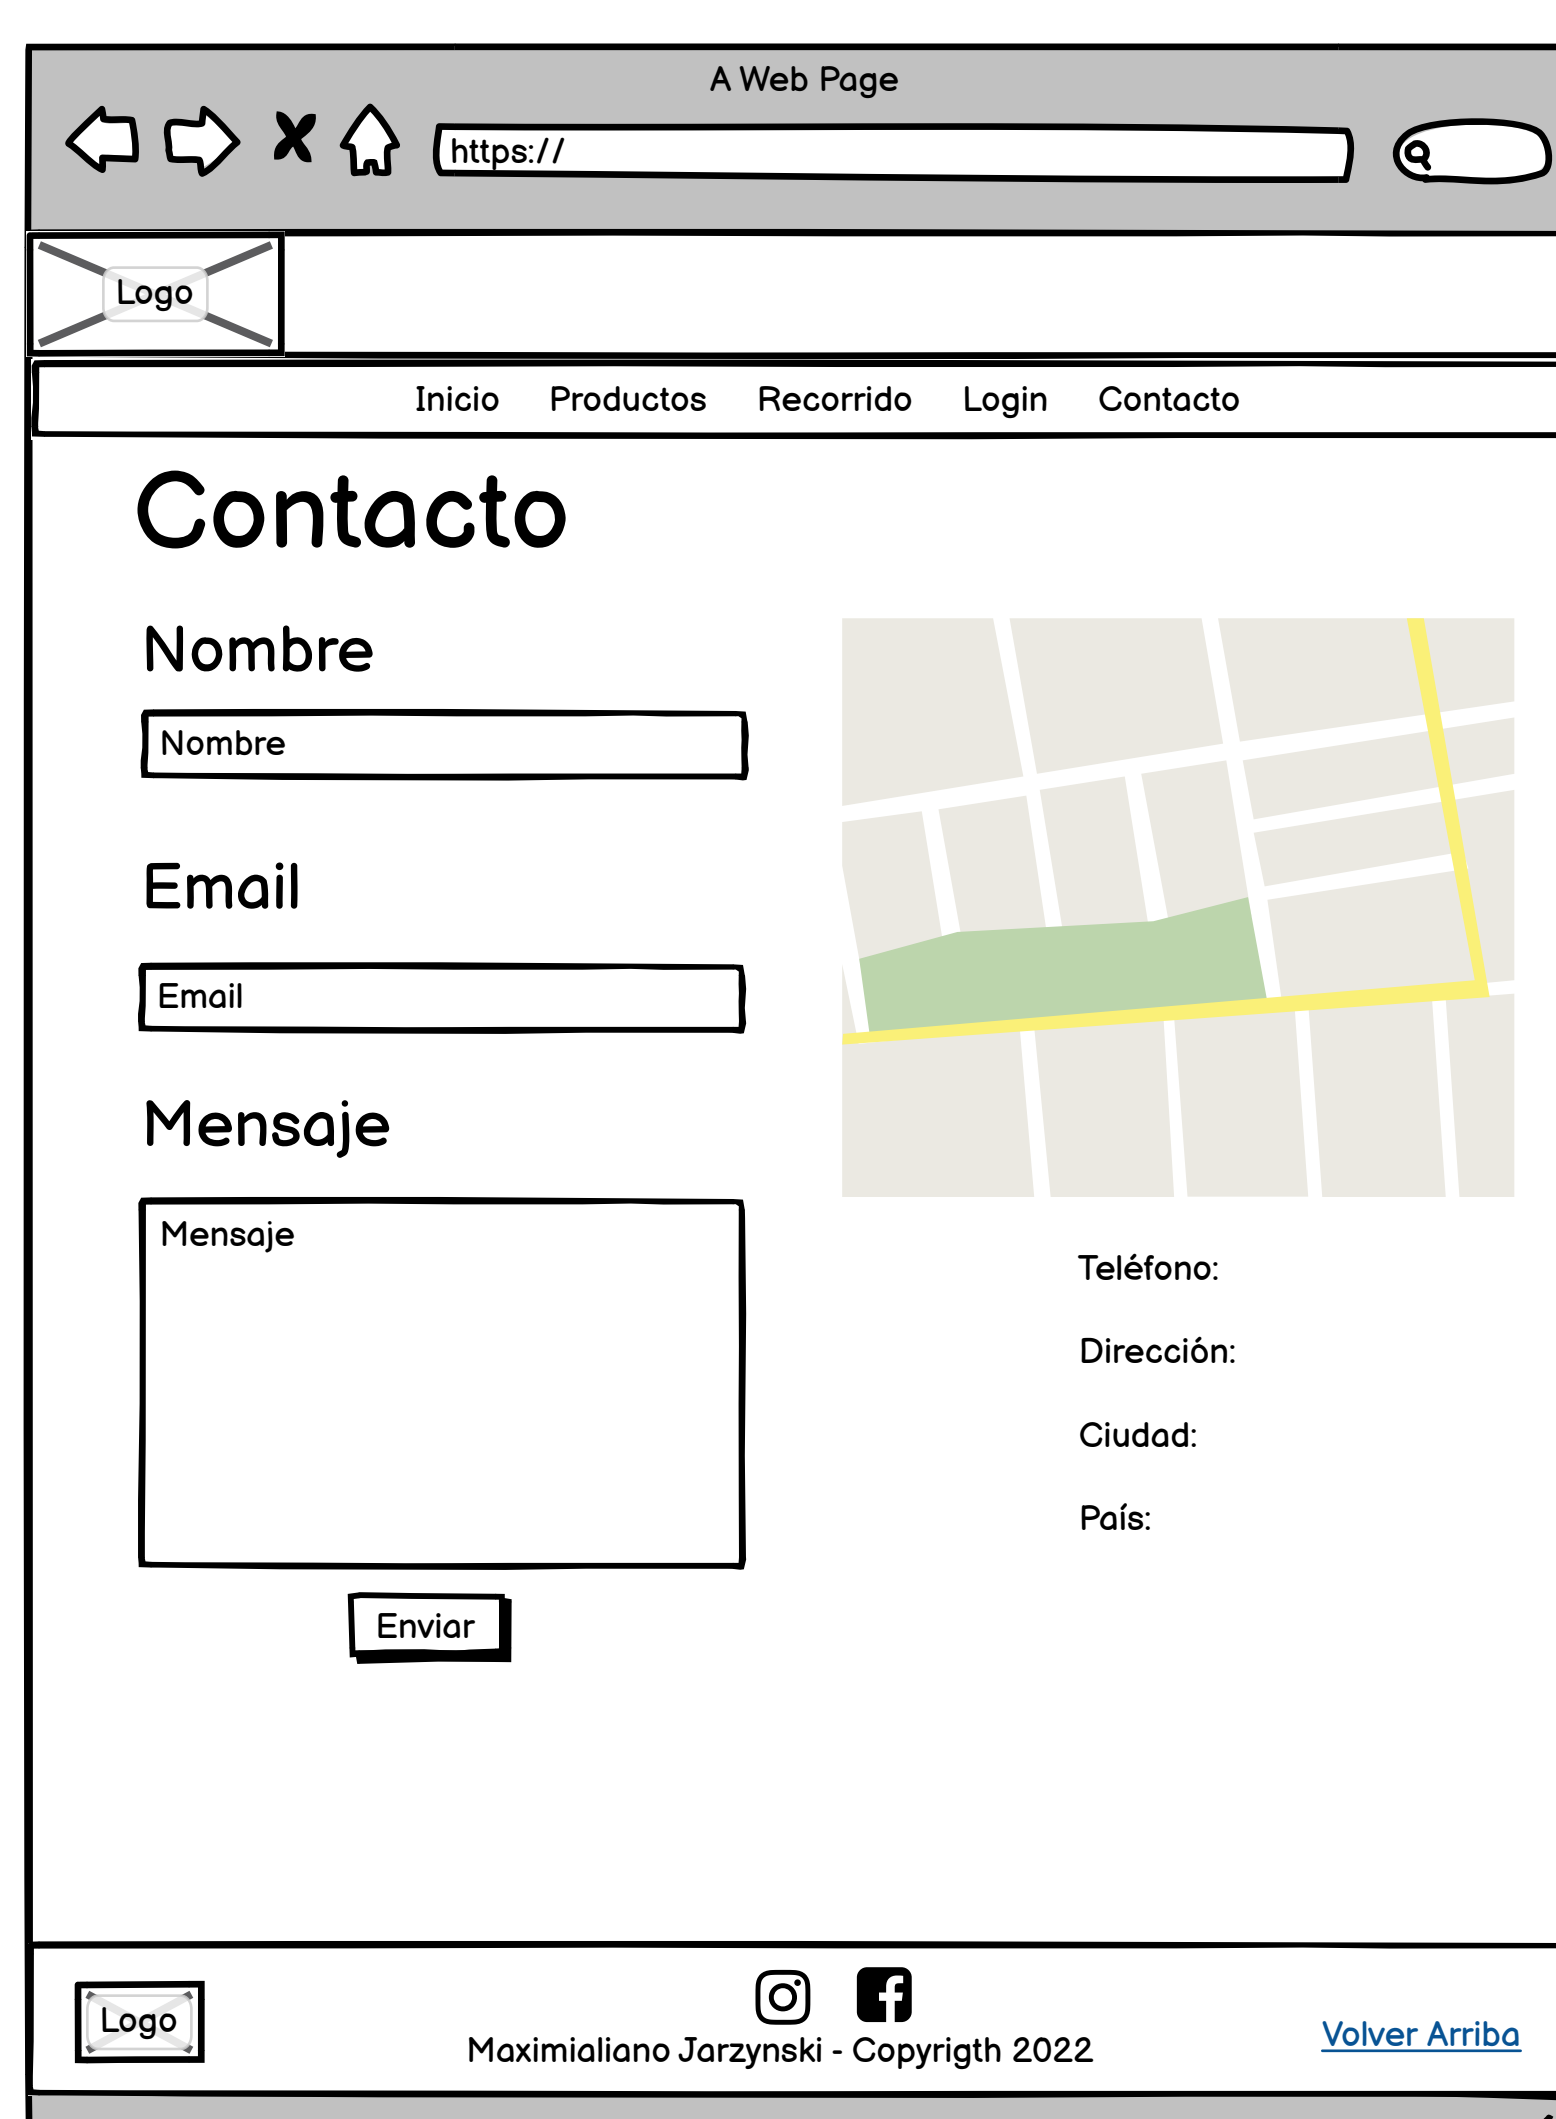 A Web Page
https://
Logo
Inicio Productos Recorrido Login Contacto
Contacto
Nombre
Nombre
Email
Email
Mensaje
Mensaje
Enviar
Teléfono:
Dirección:
Ciudad:
País:
Logo
Maximialiano Jarzynski - Copyrigth 2022
Volver Arriba